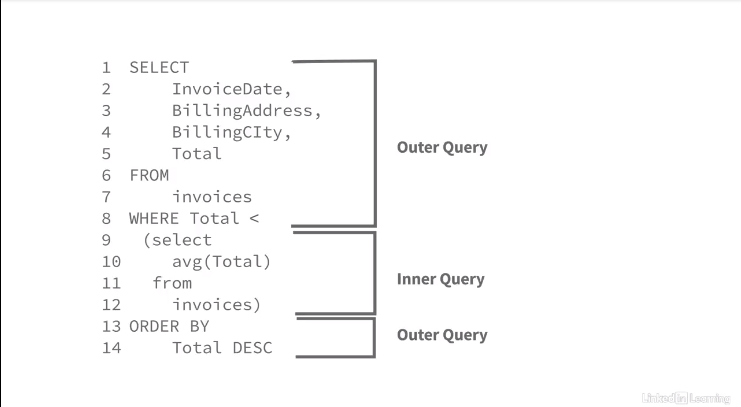 1 SELECT
2 InvoiceDate,
3 BillingAddress,
4 BillingCIty,
5 Total
Outer Query
6 FROM
7 invoices
8 WHERE Total <
9 (select
10 avg(Total)
Inner Query
11 from
12 invoices)
13 ORDER BY
Outer Query
14 Total DESC
Linked in Learning